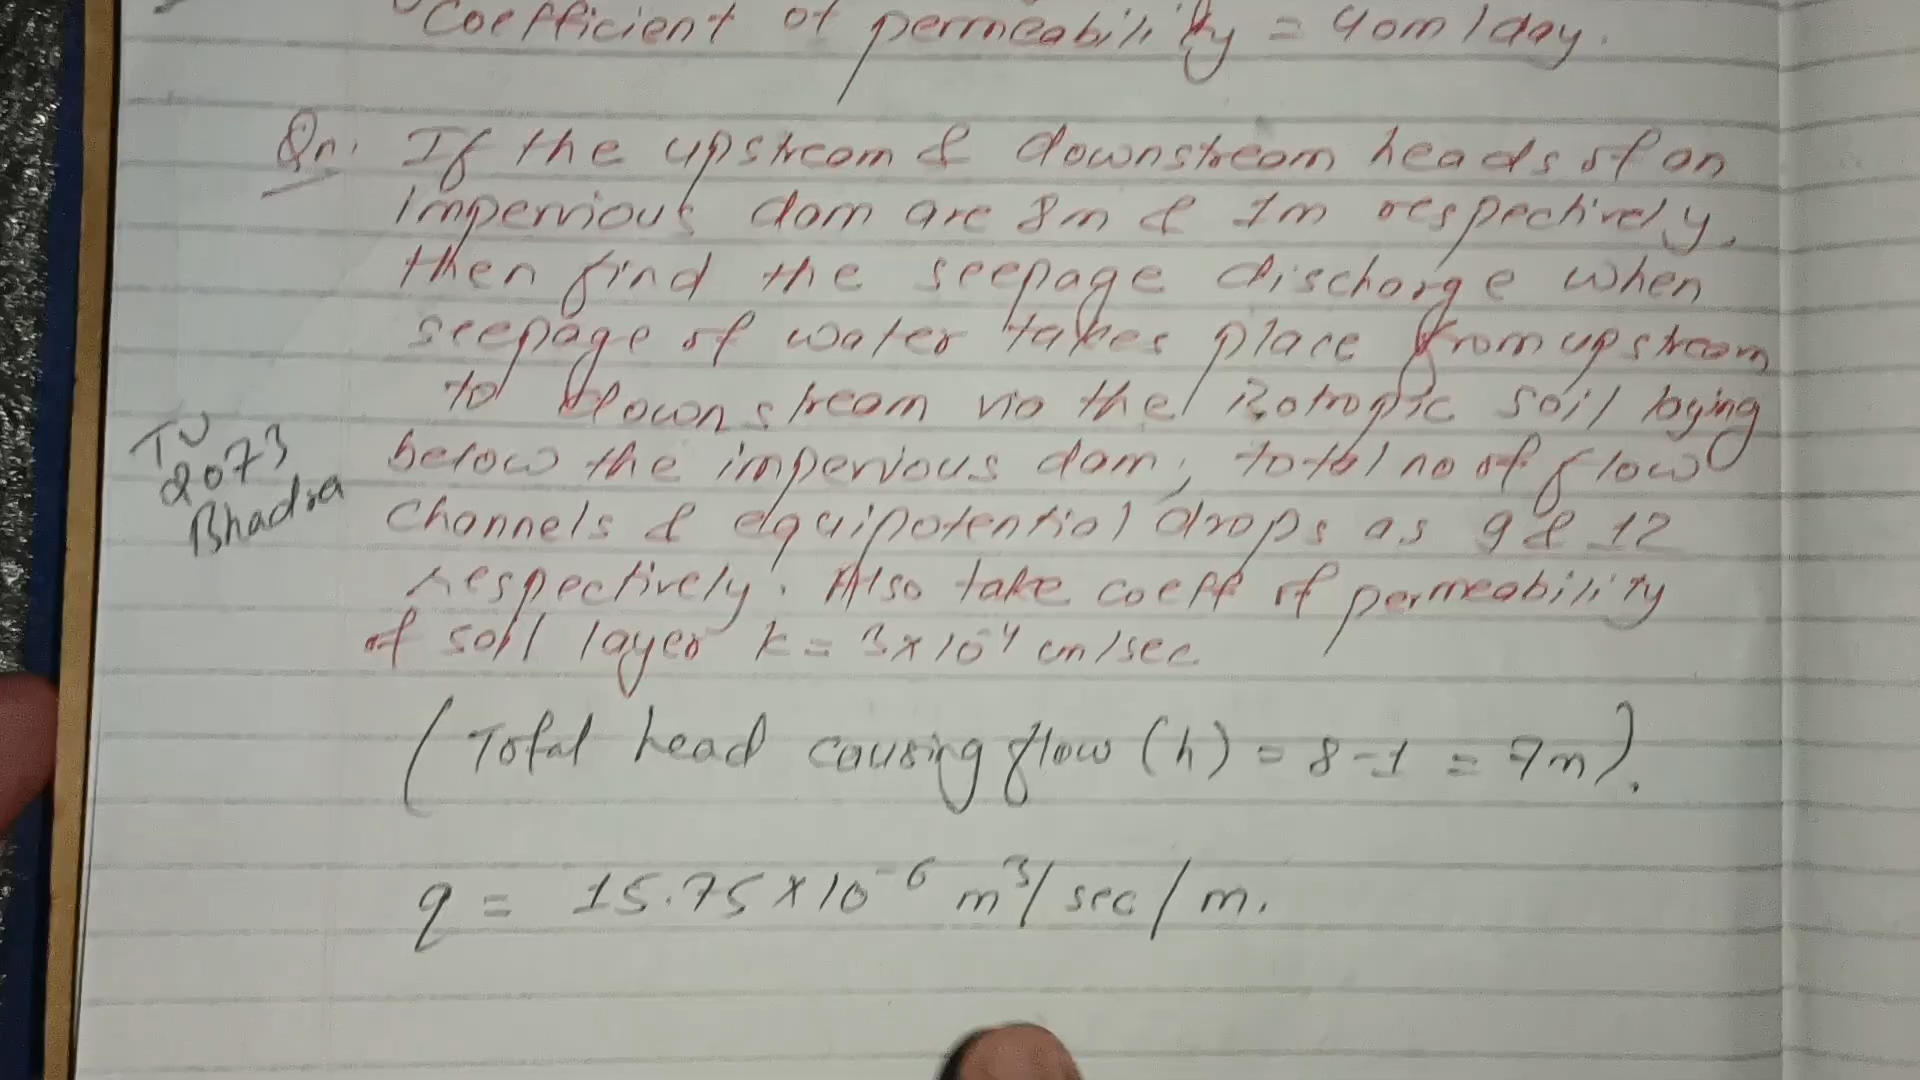 Coefficient of permeability = 40m/day.
Qn. If the upstream & downstream heads of an
impervious dam are 8m & 1m respectively,
then find the seepage discharge when
seepage of water takes place from upstream
to downstream via the isotropic soil laying
below the impervious dam, total no of flow
channels & equipotential drops as 9 & 12
respectively. Also take coeff of permeability
of soil layer k = 3x10⁻⁴ cm/sec
TU
2073
Bhadra
(Total head causing flow (h) = 8-1 = 7m).
q = 15.75 x 10⁻⁶ m³/sec/m.